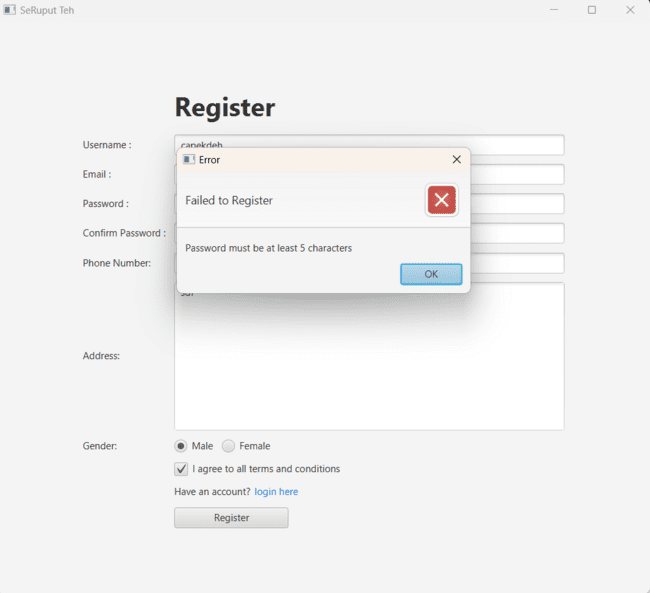 SeRuput Teh
Register
Username :
capekdeh
Error
Email :
Failed to Register
Password :
Confirm Password :
Password must be at least 5 characters
Phone Number:
OK
Address:
Gender:
Male
Female
I agree to all terms and conditions
Have an account? login here
Register